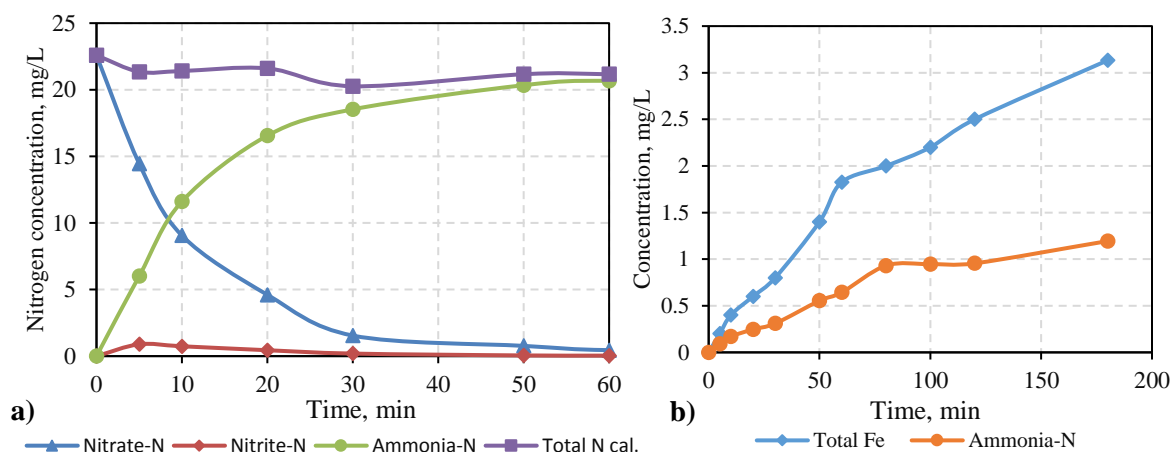 Nitrogen concentration, mg/L
25
20
15
10
5
0
0 10 20 30 40 50 60
Time, min
a)
Nitrate-N Nitrite-N Ammonia-N Total N cal.
Concentration, mg/L
3.5
3
2.5
2
1.5
1
0.5
0
0 50 100 150 200
Time, min
b)
Total Fe Ammonia-N